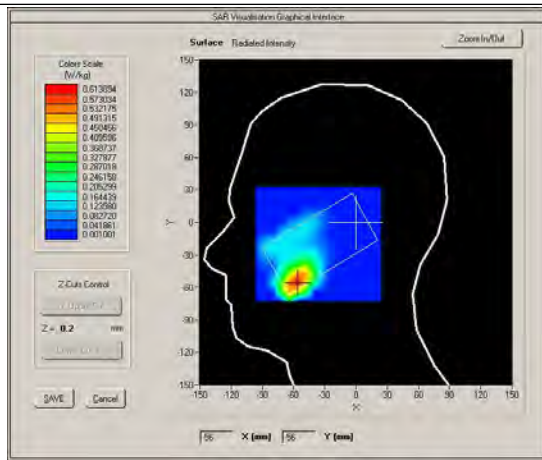 SAR Visualisation Graphical Interface
Surface Radiated Intensity
Zoom In/Out
Colors Scale
(W/kg)
0.613894
0.573034
0.532175
0.491315
0.450456
0.409596
0.368737
0.327877
0.287018
0.246158
0.205299
0.164439
0.123580
0.082720
0.041861
0.001001
150
120
90
60
30
0
-30
-60
-90
-120
-150
Y
-150 -120 -90 -60 -30 0 30 60 90 120 150
X
Z-Cuts Control
Z = 0.2 mm
SAVE Cancel
56 X (mm) 56 Y (mm)